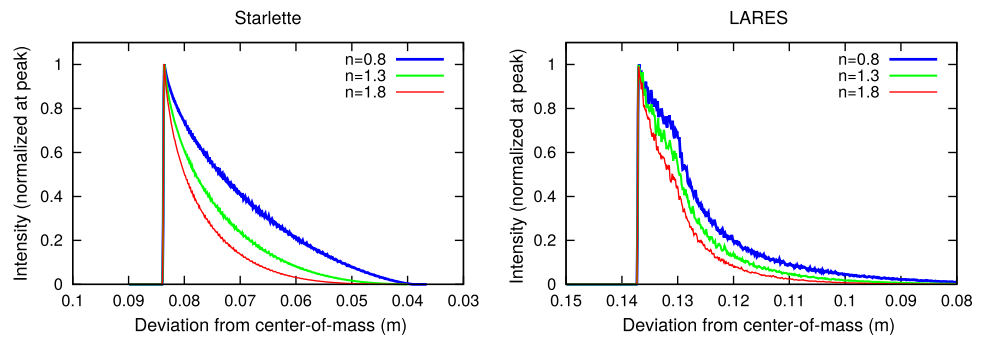 Starlette
Intensity (normalized at peak)
1
0.8
0.6
0.4
0.2
0
n=0.8
n=1.3
n=1.8
0.1 0.09 0.08 0.07 0.06 0.05 0.04 0.03
Deviation from center-of-mass (m)
LARES
Intensity (normalized at peak)
1
0.8
0.6
0.4
0.2
0
n=0.8
n=1.3
n=1.8
0.15 0.14 0.13 0.12 0.11 0.1 0.09 0.08
Deviation from center-of-mass (m)